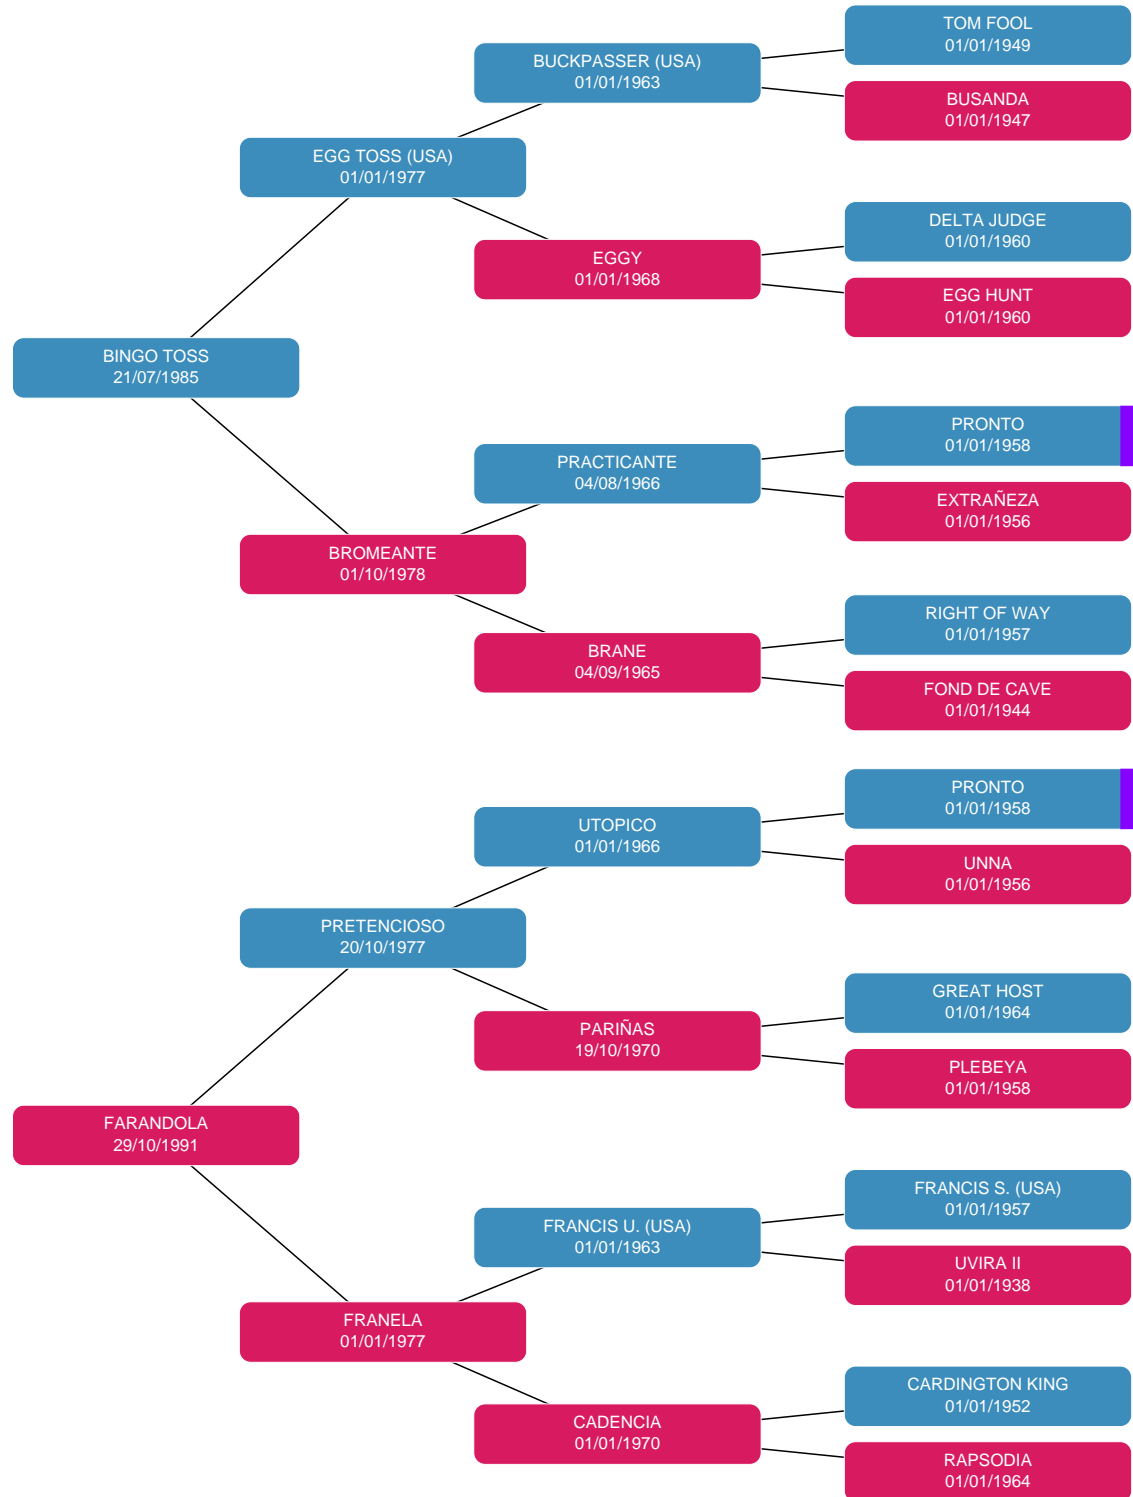 TOM FOOL
01/01/1949
BUCKPASSER (USA)
01/01/1963
BUSANDA
01/01/1947
EGG TOSS (USA)
01/01/1977
DELTA JUDGE
01/01/1960
EGGY
01/01/1968
EGG HUNT
01/01/1960
BINGO TOSS
21/07/1985
PRONTO
01/01/1958
PRACTICANTE
04/08/1966
EXTRAÑEZA
01/01/1956
BROMEANTE
01/10/1978
RIGHT OF WAY
01/01/1957
BRANE
04/09/1965
FOND DE CAVE
01/01/1944
PRONTO
01/01/1958
UTOPICO
01/01/1966
UNNA
01/01/1956
PRETENCIOSO
20/10/1977
GREAT HOST
01/01/1964
PARIÑAS
19/10/1970
PLEBEYA
01/01/1958
FARANDOLA
29/10/1991
FRANCIS S. (USA)
01/01/1957
FRANCIS U. (USA)
01/01/1963
UVIRA II
01/01/1938
FRANELA
01/01/1977
CARDINGTON KING
01/01/1952
CADENCIA
01/01/1970
RAPSODIA
01/01/1964